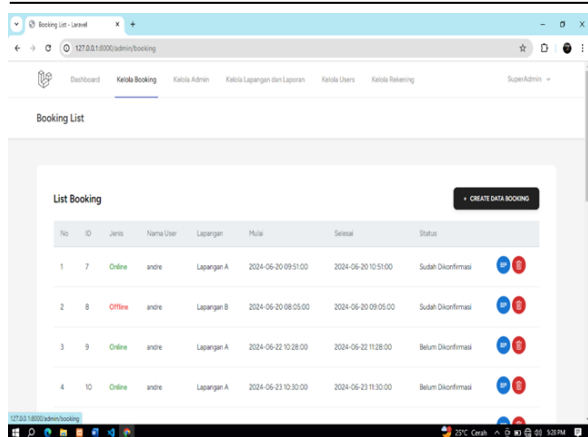 Booking List - Laravel
127.0.0.1:8000/admin/booking
Dashboard Kelola Booking Kelola Admin Kelola Lapangan dan Laporan Kelola Users Kelola Rekening SuperAdmin
Booking List
List Booking
+ CREATE DATA BOOKING
No ID Jenis Nama User Lapangan Mulai Selesai Status
1 7 Online andre Lapangan A 2024-06-20 09:51:00 2024-06-20 10:51:00 Sudah Dikonfirmasi
2 8 Offline andre Lapangan B 2024-06-20 08:05:00 2024-06-20 09:05:00 Sudah Dikonfirmasi
3 9 Online andre Lapangan A 2024-06-22 10:28:00 2024-06-22 11:28:00 Belum Dikonfirmasi
4 10 Online andre Lapangan A 2024-06-23 10:30:00 2024-06-23 11:30:00 Belum Dikonfirmasi
127.0.0.1:8000/admin/booking
25°C Cerah 5:28 PM